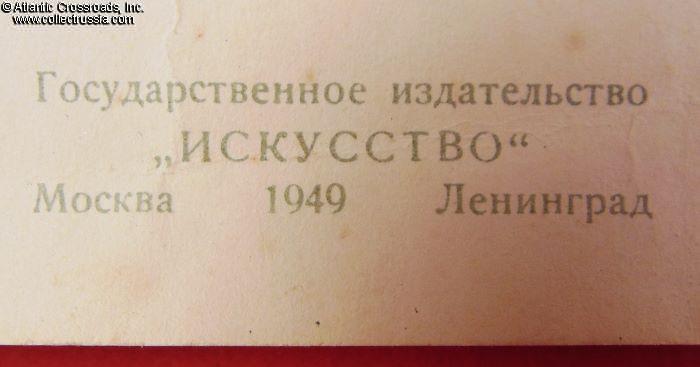 © Atlantic Crossroads, Inc.
www.collectrussia.com
Государственное издательство
„ИСКУССТВО“
Москва 1949 Ленинград